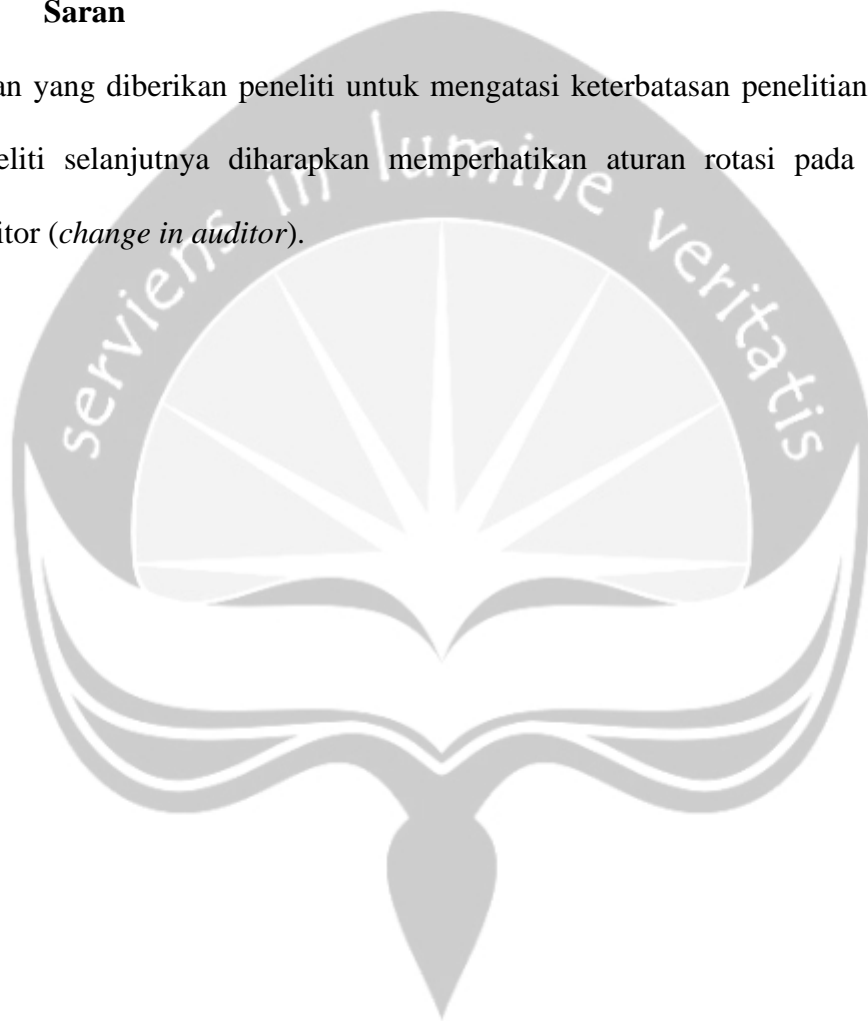 Saran
an yang diberikan peneliti untuk mengatasi keterbatasan penelitian
eliti selanjutnya diharapkan memperhatikan aturan rotasi pada
itor (change in auditor).
serviens in lumine veritatis